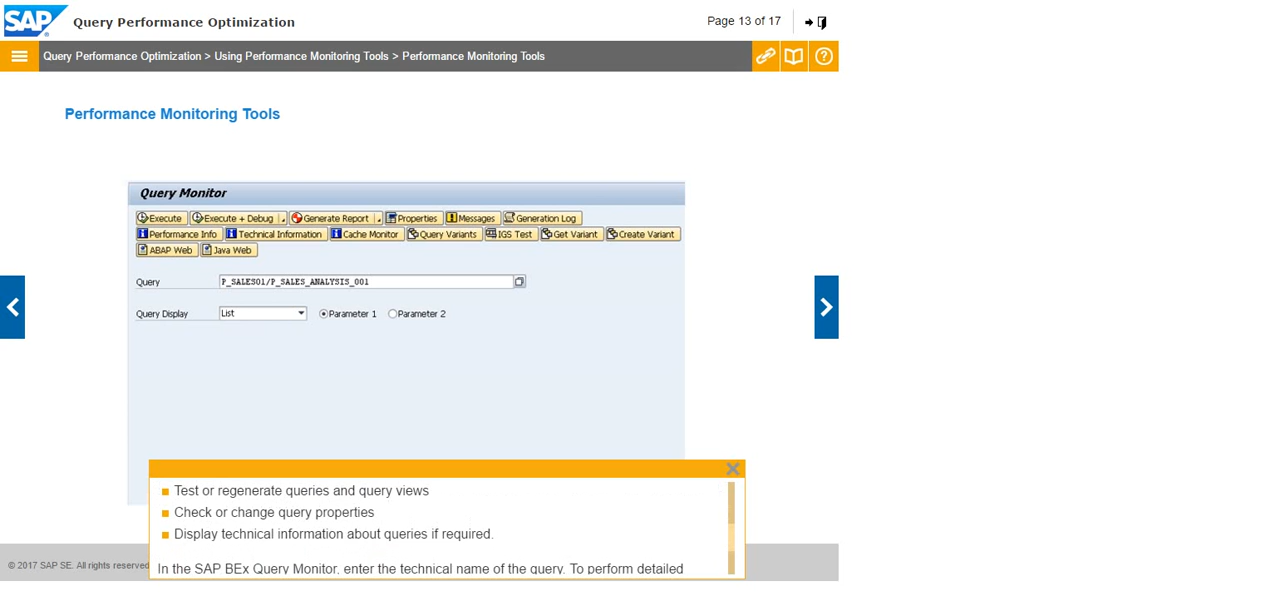 SAP
Query Performance Optimization
Page 13 of 17
Query Performance Optimization > Using Performance Monitoring Tools > Performance Monitoring Tools
Performance Monitoring Tools
Query Monitor
Execute Execute + Debug Generate Report Properties Messages Generation Log
Performance Info Technical Information Cache Monitor Query Variants IGS Test Get Variant Create Variant
ABAP Web Java Web
Query P_SALES01/P_SALES_ANALYSIS_001
Query Display List Parameter 1 Parameter 2
Test or regenerate queries and query views
Check or change query properties
Display technical information about queries if required.
In the SAP BEx Query Monitor, enter the technical name of the query. To perform detailed
© 2017 SAP SE. All rights reserved